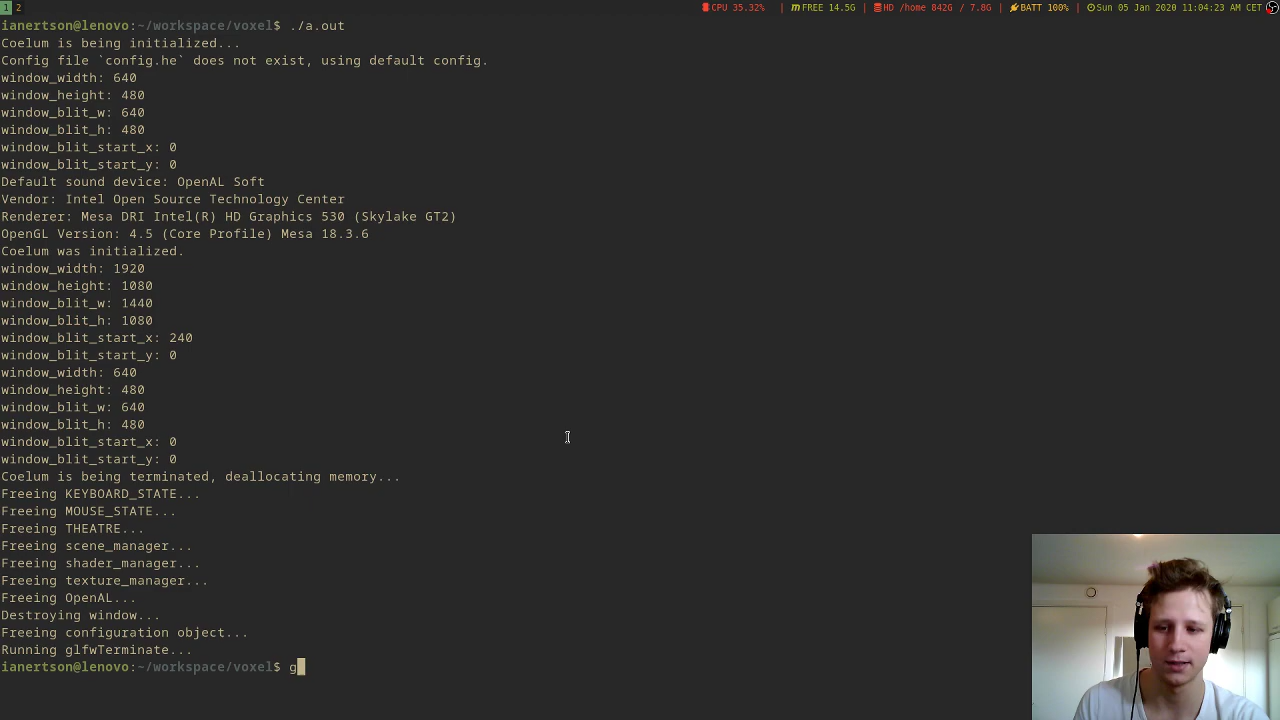 1 2 CPU 35.32% | FREE 14.5G | HD /home 842G / 7.8G | BATT 100% | Sun 05 Jan 2020 11:04:23 AM CET
ianertson@lenovo:~/workspace/voxel$ ./a.out
Coelum is being initialized...
Config file `config.he` does not exist, using default config.
window_width: 640
window_height: 480
window_blit_w: 640
window_blit_h: 480
window_blit_start_x: 0
window_blit_start_y: 0
Default sound device: OpenAL Soft
Vendor: Intel Open Source Technology Center
Renderer: Mesa DRI Intel(R) HD Graphics 530 (Skylake GT2)
OpenGL Version: 4.5 (Core Profile) Mesa 18.3.6
Coelum was initialized.
window_width: 1920
window_height: 1080
window_blit_w: 1440
window_blit_h: 1080
window_blit_start_x: 240
window_blit_start_y: 0
window_width: 640
window_height: 480
window_blit_w: 640
window_blit_h: 480
window_blit_start_x: 0
window_blit_start_y: 0
Coelum is being terminated, deallocating memory...
Freeing KEYBOARD_STATE...
Freeing MOUSE_STATE...
Freeing THEATRE...
Freeing scene_manager...
Freeing shader_manager...
Freeing texture_manager...
Freeing OpenAL...
Destroying window...
Freeing configuration object...
Running glfwTerminate...
ianertson@lenovo:~/workspace/voxel$ g